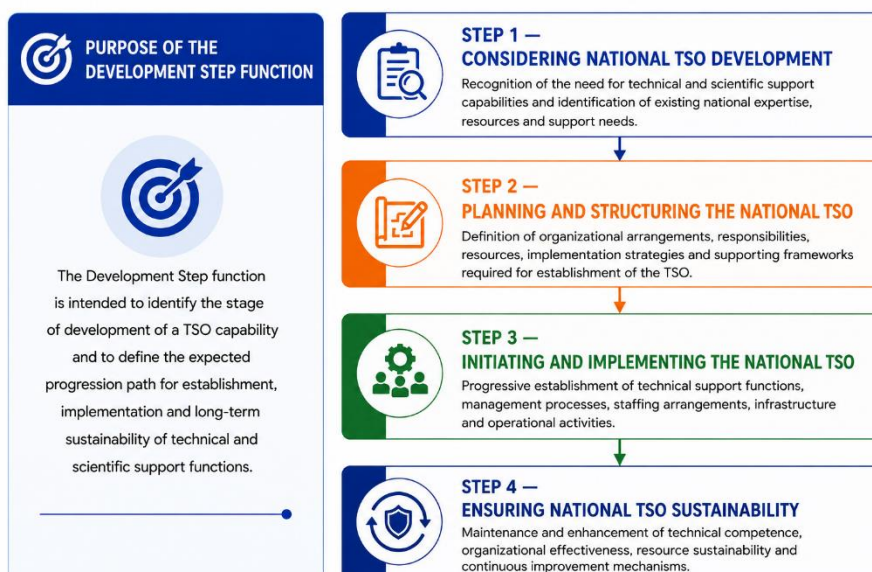 PURPOSE OF THE
DEVELOPMENT STEP FUNCTION
The Development Step function
is intended to identify the stage
of development of a TSO capability
and to define the expected
progression path for establishment,
implementation and long-term
sustainability of technical and
scientific support functions.
STEP 1 —
CONSIDERING NATIONAL TSO DEVELOPMENT
Recognition of the need for technical and scientific support
capabilities and identification of existing national expertise,
resources and support needs.
STEP 2 —
PLANNING AND STRUCTURING THE NATIONAL TSO
Definition of organizational arrangements, responsibilities,
resources, implementation strategies and supporting frameworks
required for establishment of the TSO.
STEP 3 —
INITIATING AND IMPLEMENTING THE NATIONAL TSO
Progressive establishment of technical support functions,
management processes, staffing arrangements, infrastructure
and operational activities.
STEP 4 —
ENSURING NATIONAL TSO SUSTAINABILITY
Maintenance and enhancement of technical competence,
organizational effectiveness, resource sustainability and
continuous improvement mechanisms.